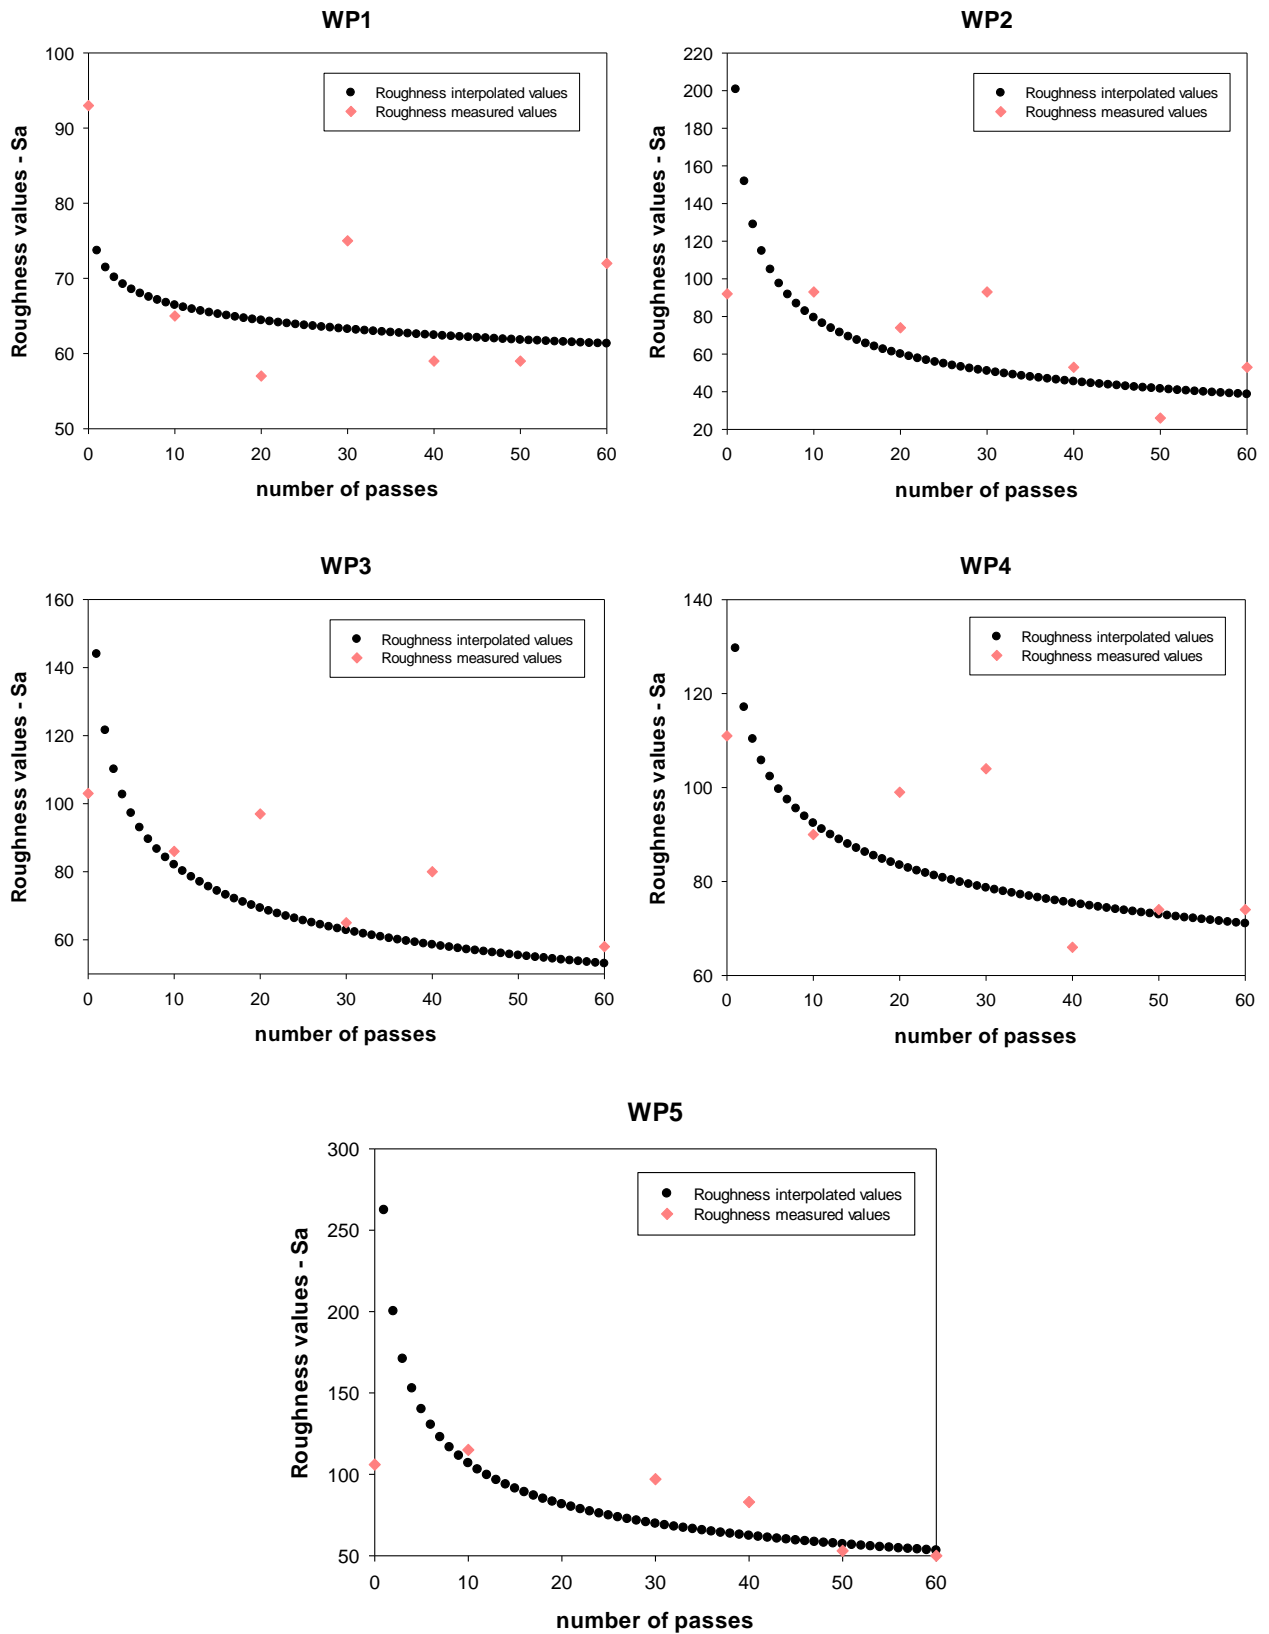 WP1
100
90
80
70
60
50
Roughness values - Sa
Roughness interpolated values
Roughness measured values
0 10 20 30 40 50 60
number of passes
WP2
220
200
180
160
140
120
100
80
60
40
20
Roughness values - Sa
Roughness interpolated values
Roughness measured values
0 10 20 30 40 50 60
number of passes
WP3
160
140
120
100
80
60
Roughness values - Sa
Roughness interpolated values
Roughness measured values
0 10 20 30 40 50 60
number of passes
WP4
140
120
100
80
60
Roughness values - Sa
Roughness interpolated values
Roughness measured values
0 10 20 30 40 50 60
number of passes
WP5
300
250
200
150
100
50
Roughness values - Sa
Roughness interpolated values
Roughness measured values
0 10 20 30 40 50 60
number of passes